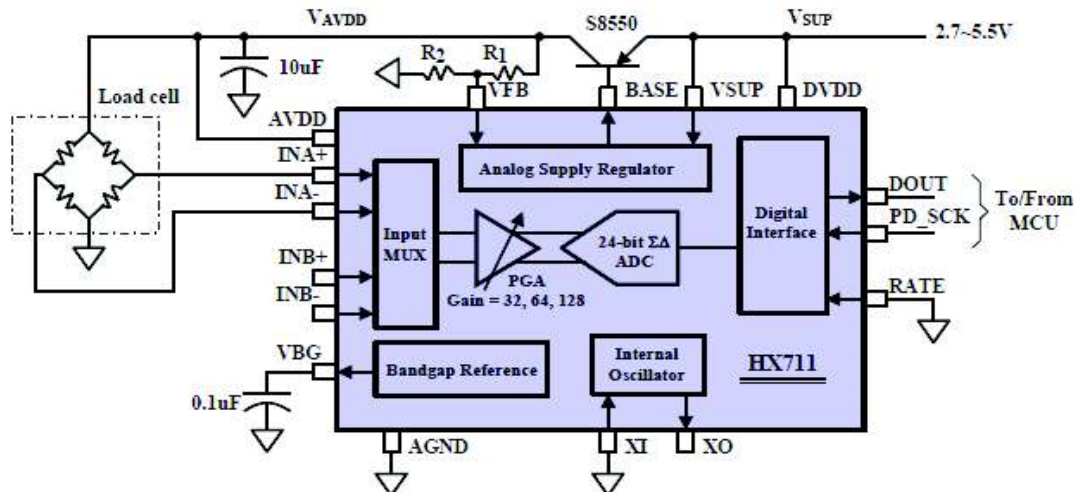 VAVDD
S8550
VSUP
2.7~5.5V
R2
R1
10uF
VFB
BASE
VSUP
DVDD
Load cell
AVDD
INA+
INA-
INB+
INB-
Analog Supply Regulator
Input
MUX
PGA
Gain = 32, 64, 128
24-bit ΣΔ
ADC
Digital
Interface
DOUT
PD_SCK
To/From
MCU
RATE
VBG
Bandgap Reference
Internal
Oscillator
HX711
0.1uF
AGND
XI
XO